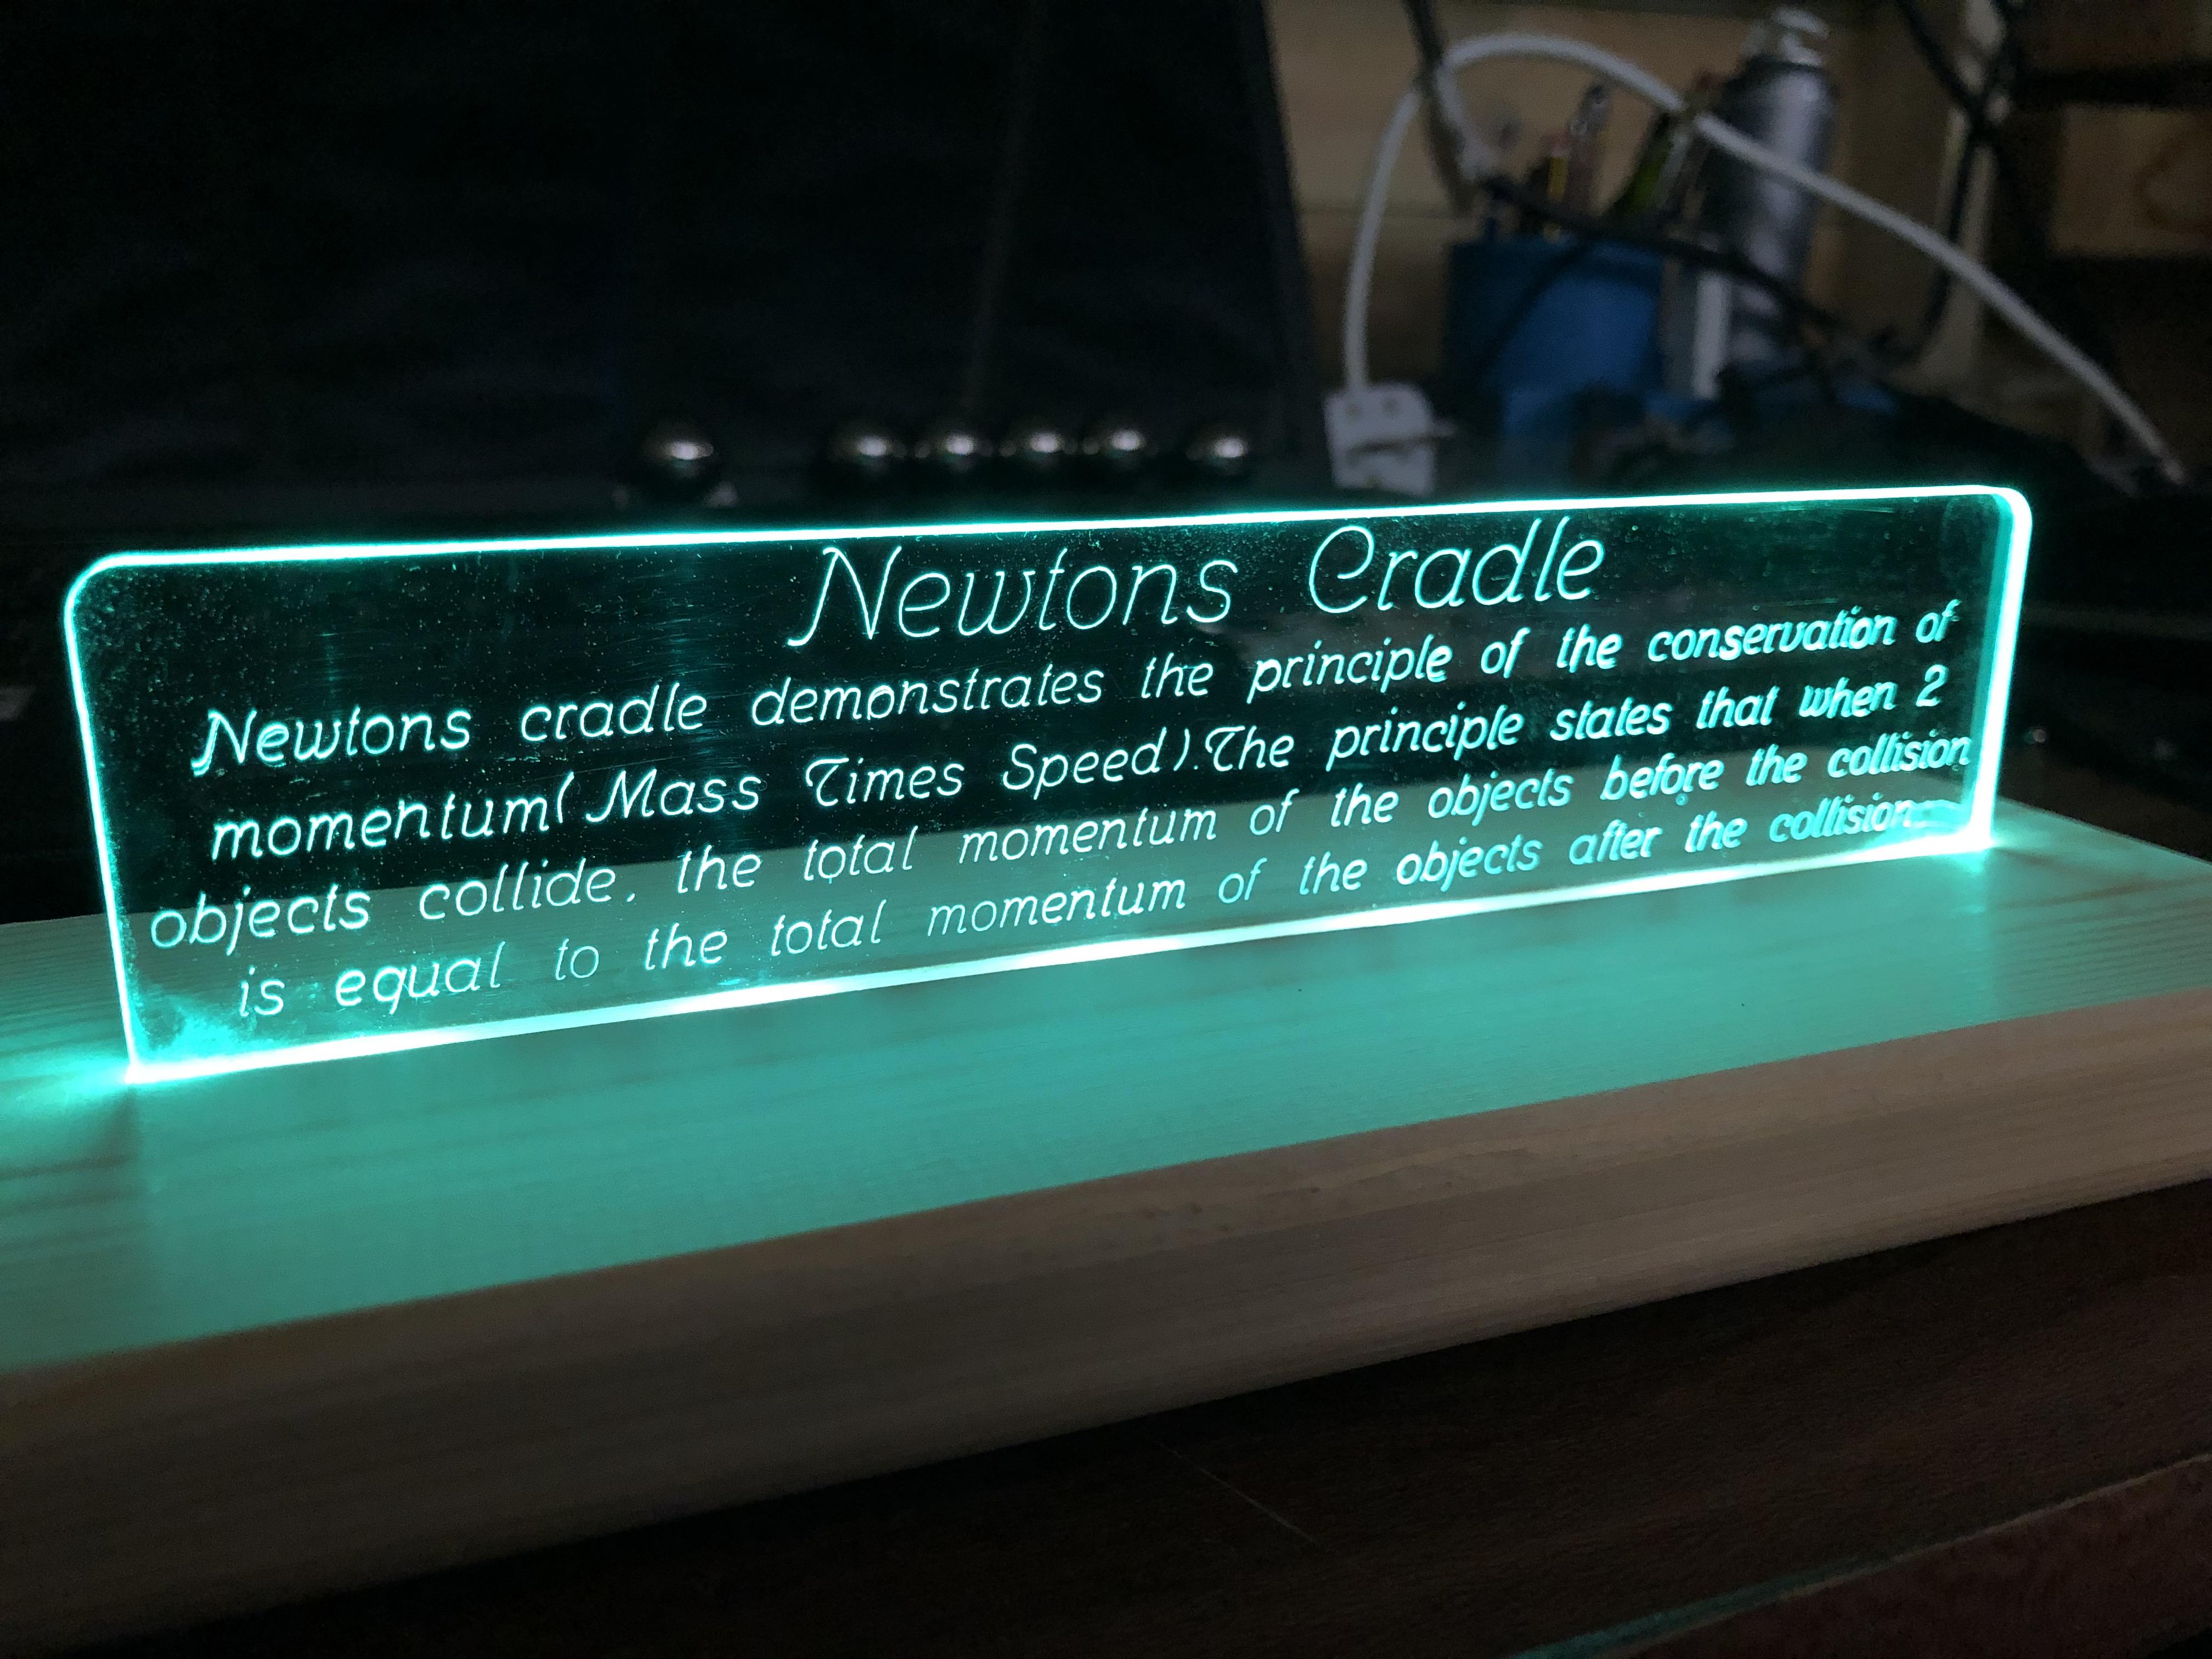 Newtons Cradle
Newtons cradle demonstrates the principle of the conservation of
momentum( Mass Times Speed).The principle states that when 2
objects collide, the total momentum of the objects before the collision
is equal to the total momentum of the objects after the collision.